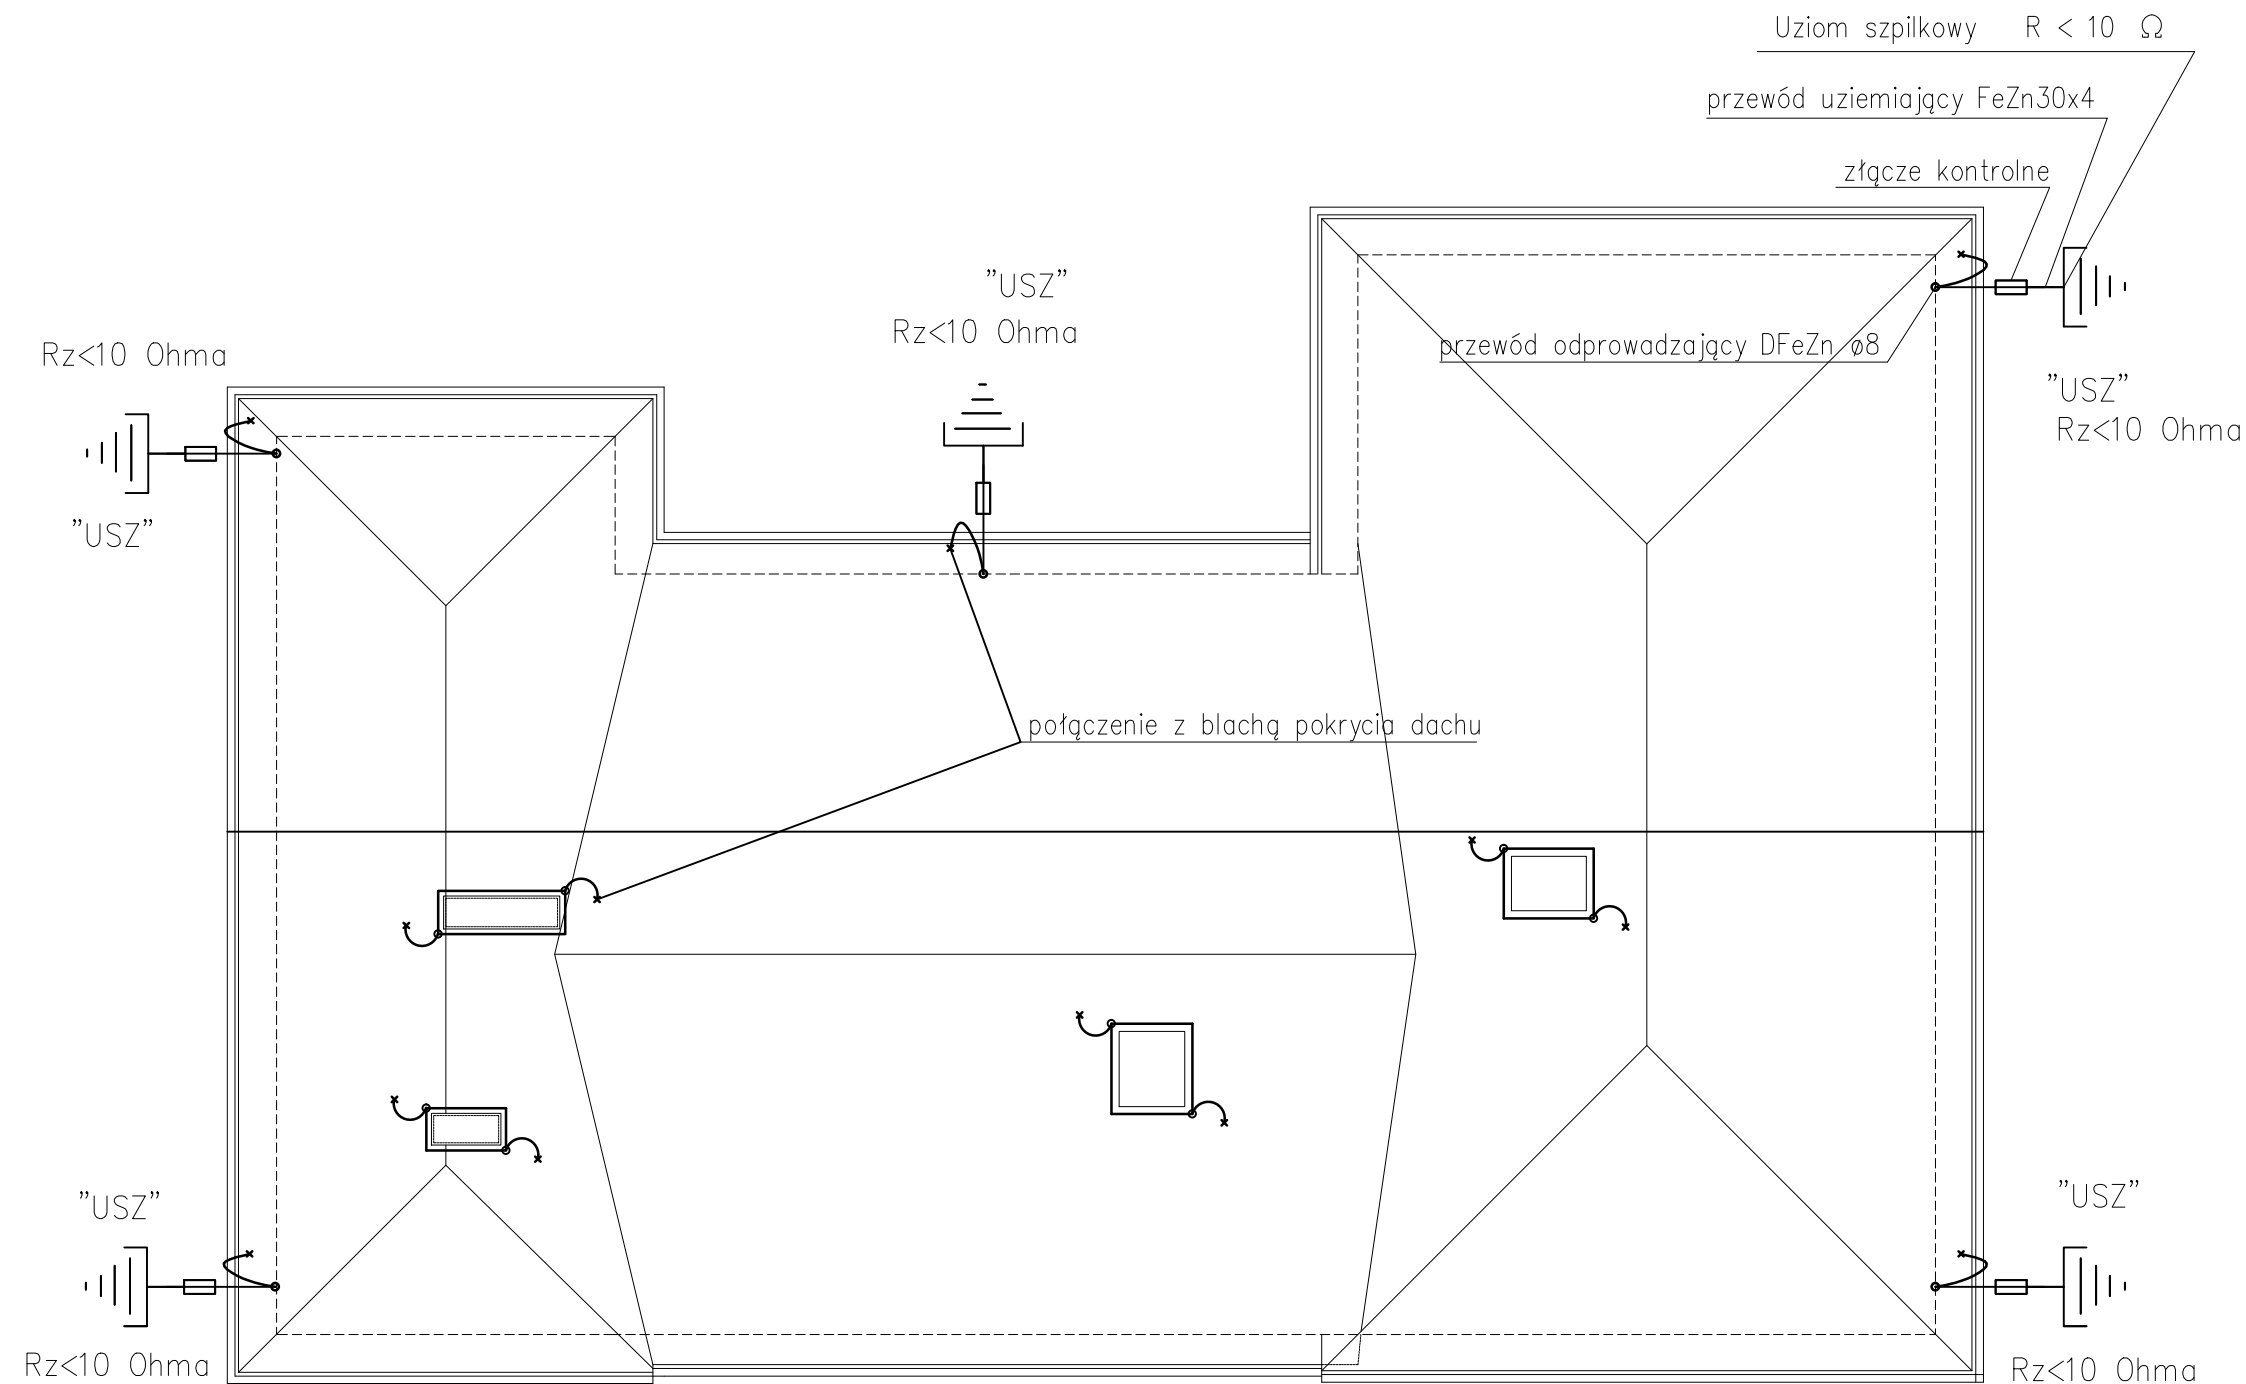 Uziom szpilkowy R < 10 Ω
przewód uziemiający FeZn30x4
złącze kontrolne
"USZ"
Rz<10 Ohma
przewód odprowadzający DFeZn ø8
Rz<10 Ohma
"USZ"
"USZ"
Rz<10 Ohma
połączenie z blachą pokrycia dachu
"USZ"
Rz<10 Ohma
"USZ"
Rz<10 Ohma